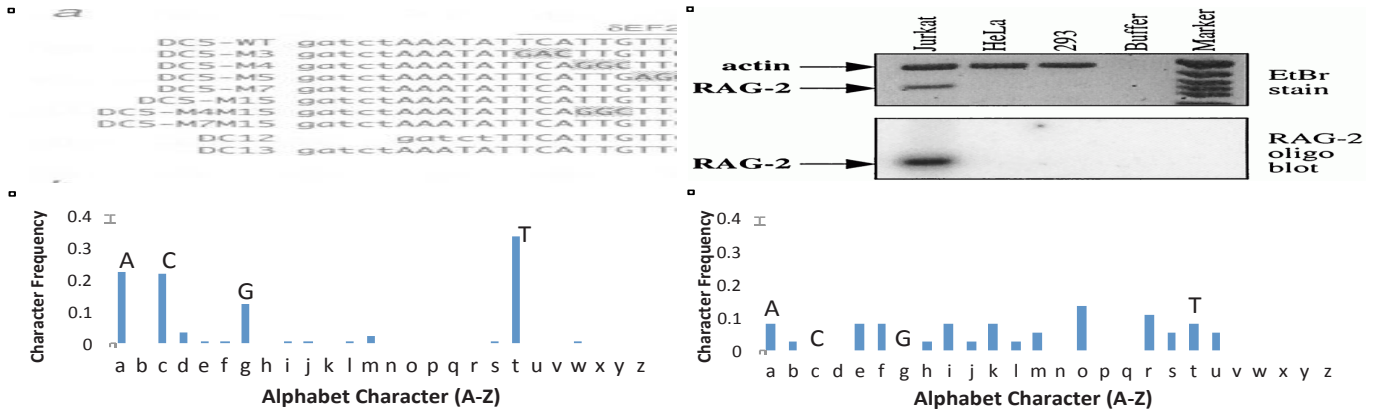 a
δEF2
DC5-WT gatctAAATATTCATTGTT
DC5-M3 gatctAAATATGACTTGTT
DC5-M4 gatctAAATATTCAGGCTT
DC5-M5 gatctAAATATTCATTGAG
DC5-M7 gatctAAATATTCATTGTT
DC5-M15 gatctAAATATTCATTGTT
DC5-M4M15 gatctAAATATTCAGGCTT
DC5-M7M15 gatctAAATATTCATTGTT
DC12 gatctTTCATTGTT
DC13 gatctAAATATTCATTGTT
Jurkat HeLa 293 Buffer Marker
actin
RAG-2
EtBr
stain
RAG-2
RAG-2
oligo
blot
Character Frequency
0.4
0.3
0.2
0.1
0
A C G T
a b c d e f g h i j k l m n o p q r s t u v w x y z
Alphabet Character (A-Z)
Character Frequency
0.4
0.3
0.2
0.1
0
A C G T
a b c d e f g h i j k l m n o p q r s t u v w x y z
Alphabet Character (A-Z)